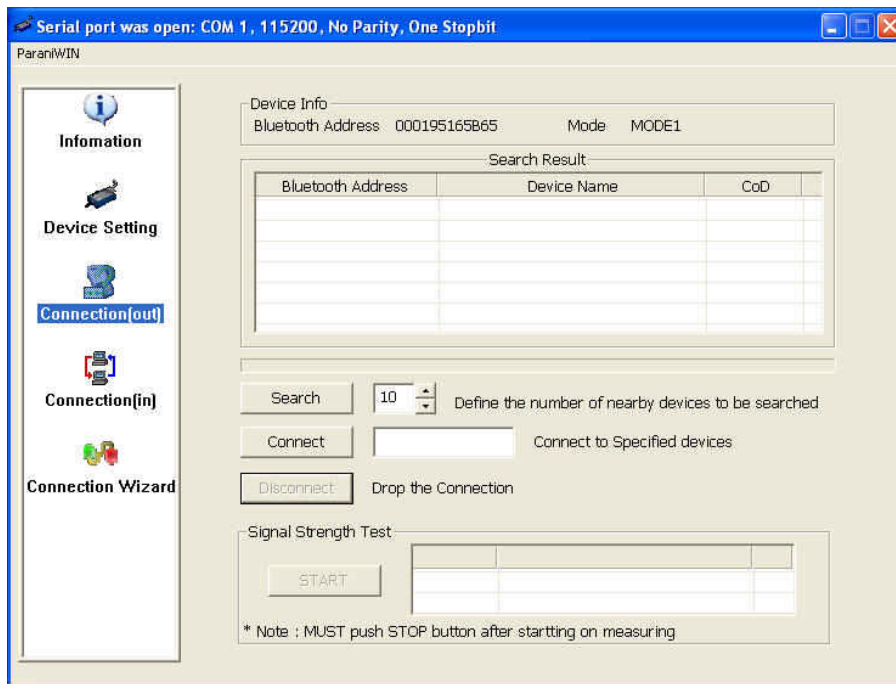 Serial port was open: COM 1, 115200, No Parity, One Stopbit
ParaniWIN
Infomation
Device Setting
Connection(out)
Connection(in)
Connection Wizard
Device Info
Bluetooth Address 000195165B65 Mode MODE1
Search Result
Bluetooth Address Device Name CoD
Search 10 Define the number of nearby devices to be searched
Connect Connect to Specified devices
Disconnect Drop the Connection
Signal Strength Test
START
* Note : MUST push STOP button after startting on measuring